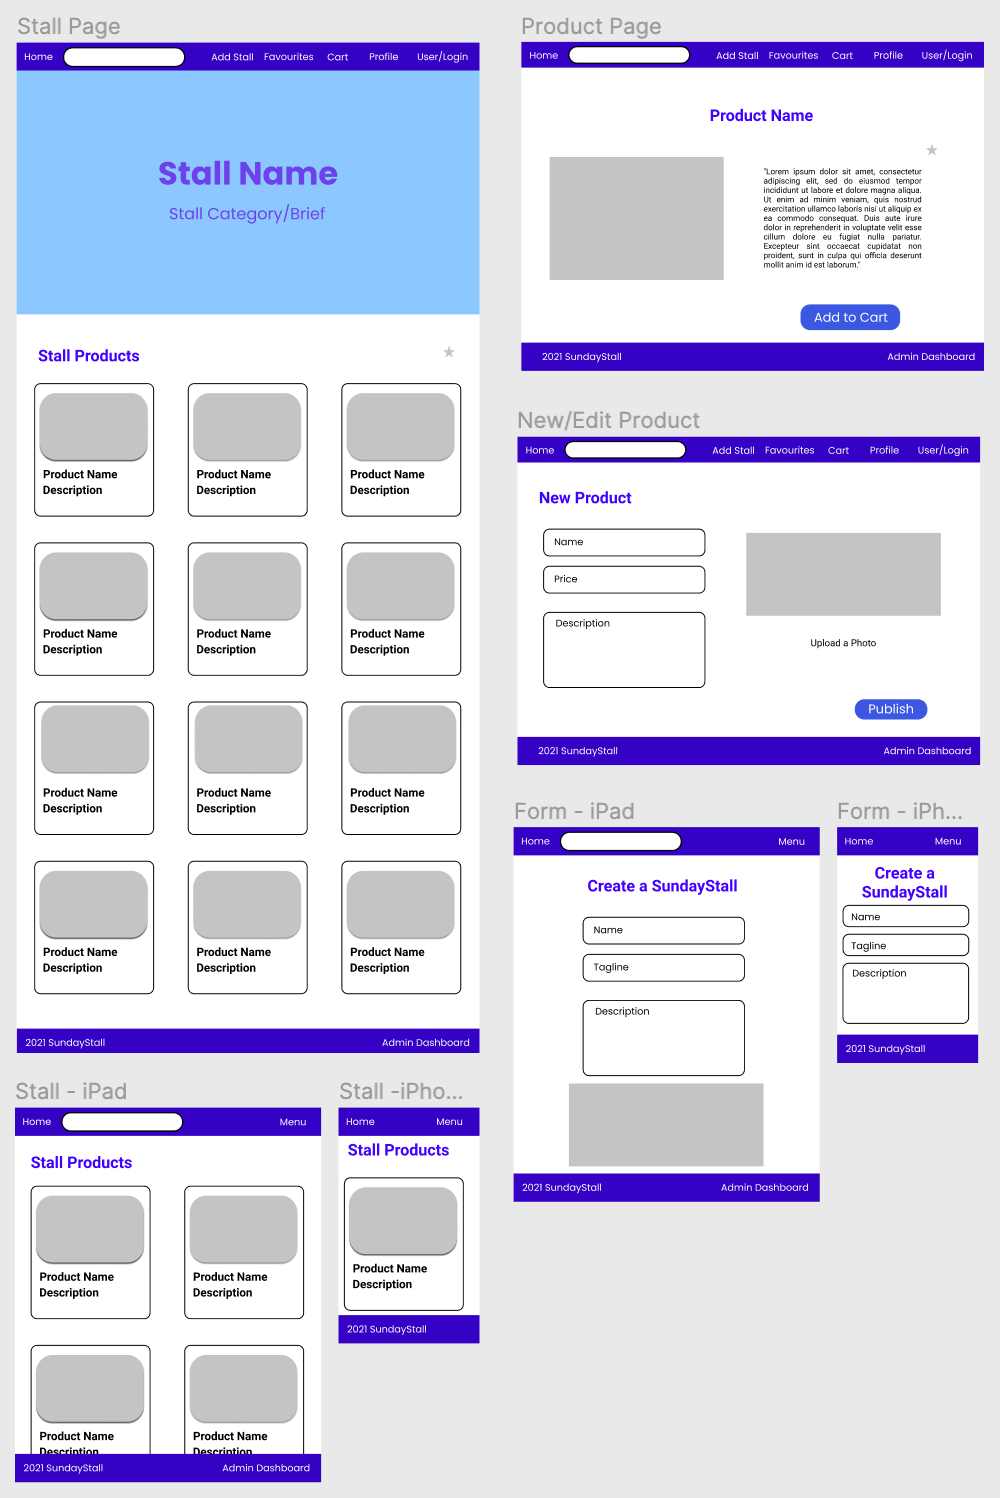 Stall Page
Home
Add Stall
Favourites
Cart
Profile
User/Login
Stall Name
Stall Category/Brief
Stall Products
Product Name
Description
Product Name
Description
Product Name
Description
Product Name
Description
Product Name
Description
Product Name
Description
Product Name
Description
Product Name
Description
Product Name
Description
Product Name
Description
Product Name
Description
Product Name
Description
2021 SundayStall
Admin Dashboard
Product Page
Home
Add Stall
Favourites
Cart
Profile
User/Login
Product Name
"Lorem ipsum dolor sit amet, consectetur
adipiscing elit, sed do eiusmod tempor
incididunt ut labore et dolore magna aliqua.
Ut enim ad minim veniam, quis nostrud
exercitation ullamco laboris nisi ut aliquip ex
ea commodo consequat. Duis aute irure
dolor in reprehenderit in voluptate velit esse
cillum dolore eu fugiat nulla pariatur.
Excepteur sint occaecat cupidatat non
proident, sunt in culpa qui officia deserunt
mollit anim id est laborum."
Add to Cart
2021 SundayStall
Admin Dashboard
New/Edit Product
Home
Add Stall
Favourites
Cart
Profile
User/Login
New Product
Name
Price
Description
Upload a Photo
Publish
2021 SundayStall
Admin Dashboard
Form - iPad
Home
Menu
Create a SundayStall
Name
Tagline
Description
2021 SundayStall
Admin Dashboard
Form - iPh...
Home
Menu
Create a
SundayStall
Name
Tagline
Description
2021 SundayStall
Stall - iPad
Home
Menu
Stall Products
Product Name
Description
Product Name
Description
Product Name
Description
Product Name
Description
2021 SundayStall
Admin Dashboard
Stall -iPho...
Home
Menu
Stall Products
Product Name
Description
2021 SundayStall